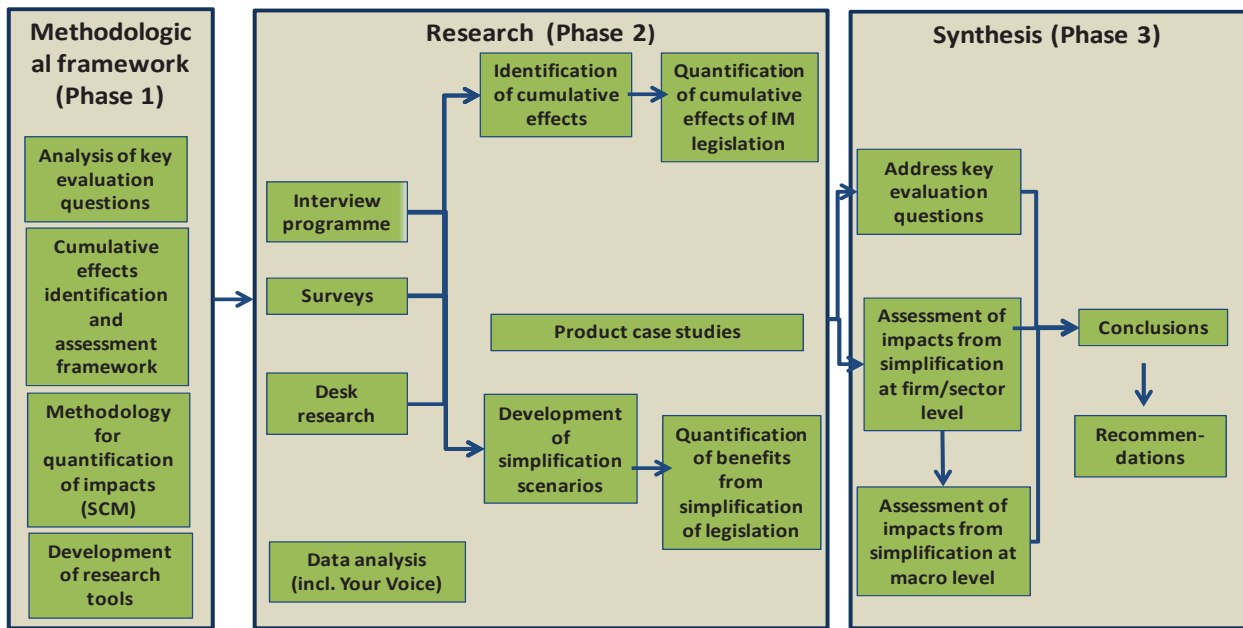 Methodologic
al framework
(Phase 1)
Analysis of key
evaluation
questions
Cumulative
effects
identification
and
assessment
framework
Methodology
for
quantification
of impacts
(SCM)
Development
of research
tools
Research (Phase 2)
Identification
of cumulative
effects
Quantification
of cumulative
effects of IM
legislation
Interview
programme
Surveys
Product case studies
Desk
research
Development
of
simplification
scenarios
Quantification
of benefits
from
simplification
of legislation
Data analysis
(incl. Your Voice)
Synthesis (Phase 3)
Address key
evaluation
questions
Assessment of
impacts from
simplification
at firm/sector
level
Conclusions
Recommen-
dations
Assessment of
impacts from
simplification at
macro level